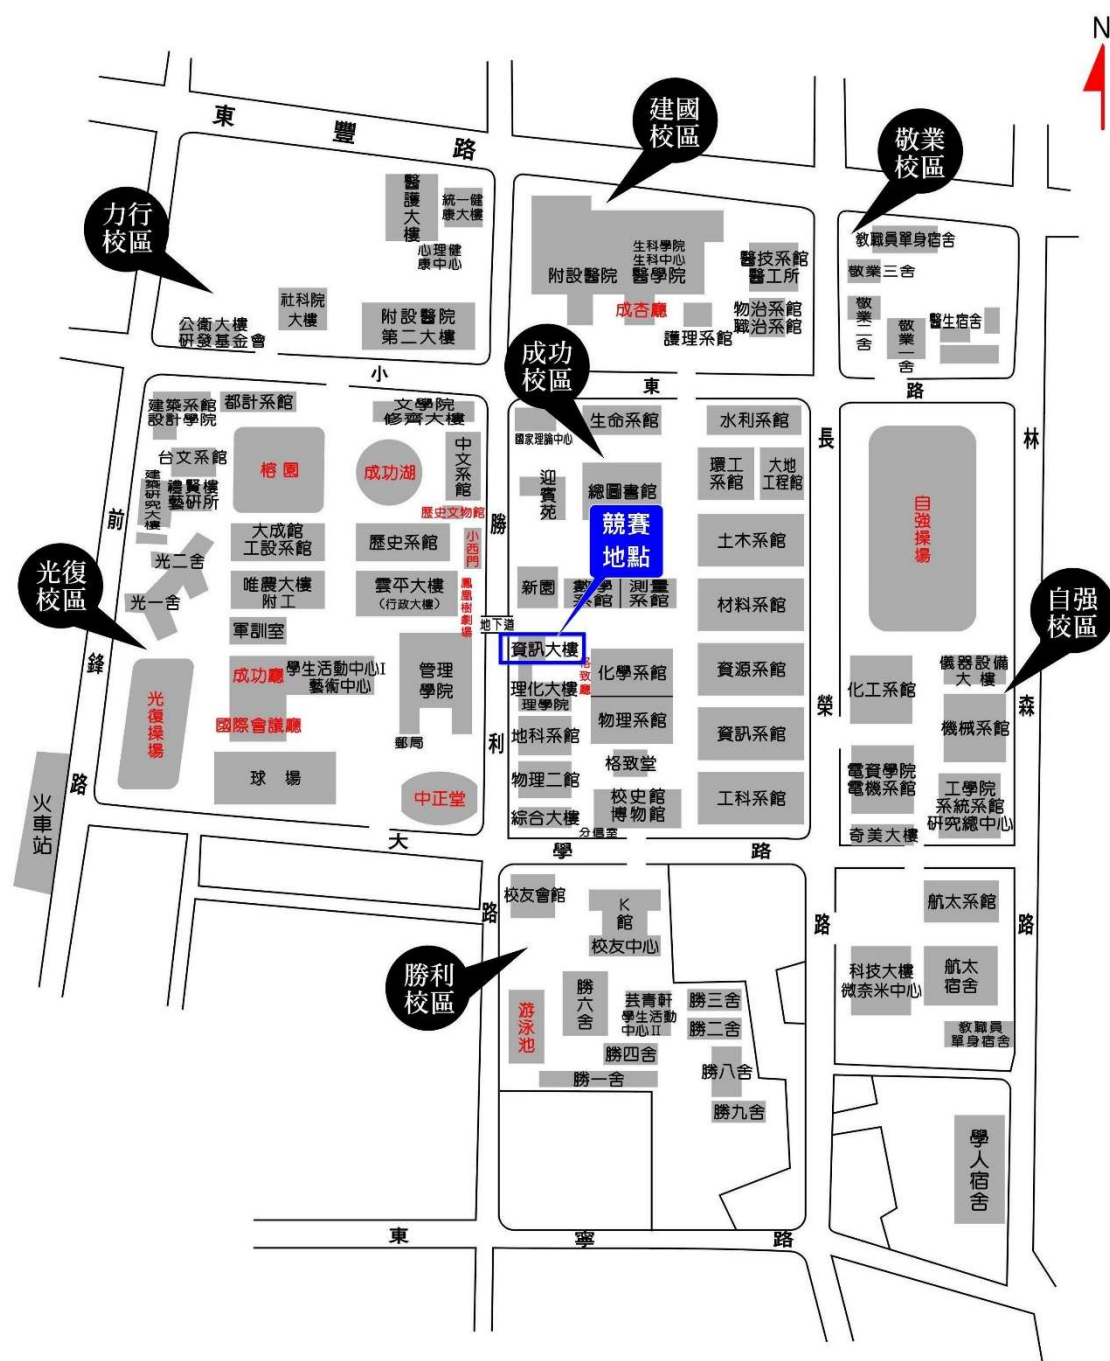 N
東豐路
建國
校區
敬業
校區
力行
校區
醫護大樓
統一健
康大樓
心理健
康中心
社科院
大樓
附設醫院
第二大樓
公衛大樓
研發基金會
附設醫院
生科學院
生科中心
醫學院
成杏廳
護理系館
醫技系館
醫工所
物治系館
職治系館
教職員單身宿舍
敬業三舍
敬業二舍
敬業一舍
醫生宿舍
小東路
成功
校區
建築系館
設計學院
都計系館
文學院
修齊大樓
台文系館
榕園
成功湖
中文系館
建築研究大樓
禮賢樓
藝研所
歷史文物館
大成館
工設系館
歷史系館
小西門
光二舍
唯農大樓
附工
雲平大樓
(行政大樓)
鳳凰樹劇場
光一舍
軍訓室
地下道
光復
校區
光復操場
成功廳
學生活動中心I
藝術中心
管理
學院
國際會議廳
郵局
球場
中正堂
火車站
前鋒路
勝利路
大學路
國家理論中心
生命系館
水利系館
迎賓苑
總圖書館
環工
系館
大地
工程館
競賽
地點
土木系館
新園
數學
系館
測量
系館
材料系館
資訊大樓
格致廳
化學系館
資源系館
理化大樓
理學院
物理系館
地科系館
資訊系館
格致堂
物理二館
校史館
博物館
工科系館
綜合大樓
分信室
長榮路
林森路
自強操場
自強
校區
化工系館
儀器設備
大樓
機械系館
電資學院
電機系館
工學院
系統系館
研究總中心
奇美大樓
航太系館
科技大樓
微奈米中心
航太
宿舍
教職員
單身宿舍
學人宿舍
勝利
校區
校友會館
K
館
校友中心
游泳池
勝六舍
芸青軒
學生活動
中心II
勝三舍
勝二舍
勝四舍
勝一舍
勝八舍
勝九舍
東寧路